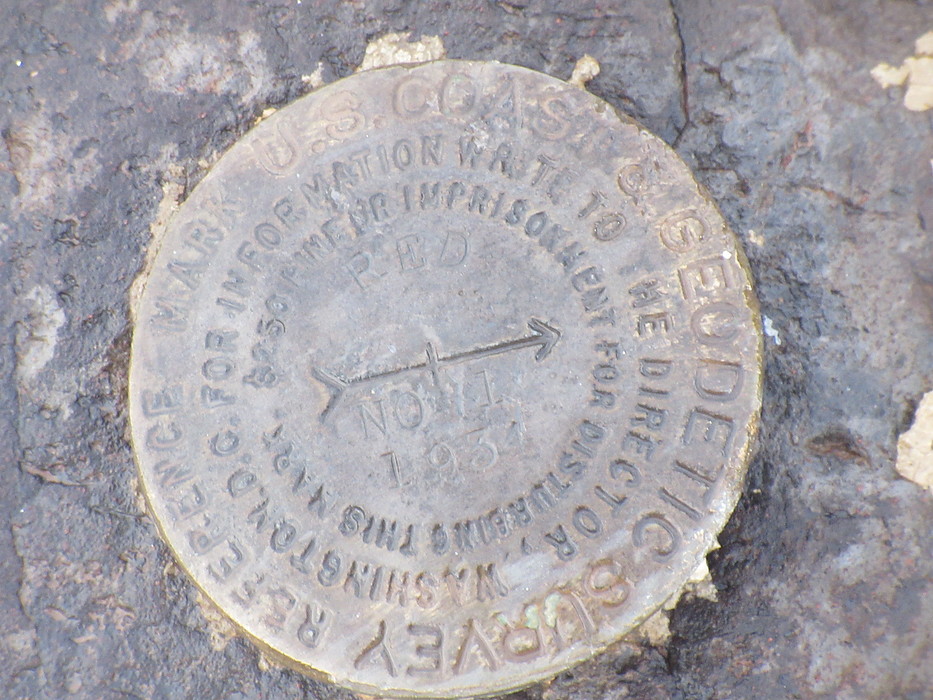 U.S. COAST & GEODETIC SURVEY
REFERENCE MARK
FOR INFORMATION WRITE TO THE DIRECTOR, WASHINGTON, D.C.
$250 FINE OR IMPRISONMENT FOR DISTURBING THIS MARK.
RED
NO. 1
1934